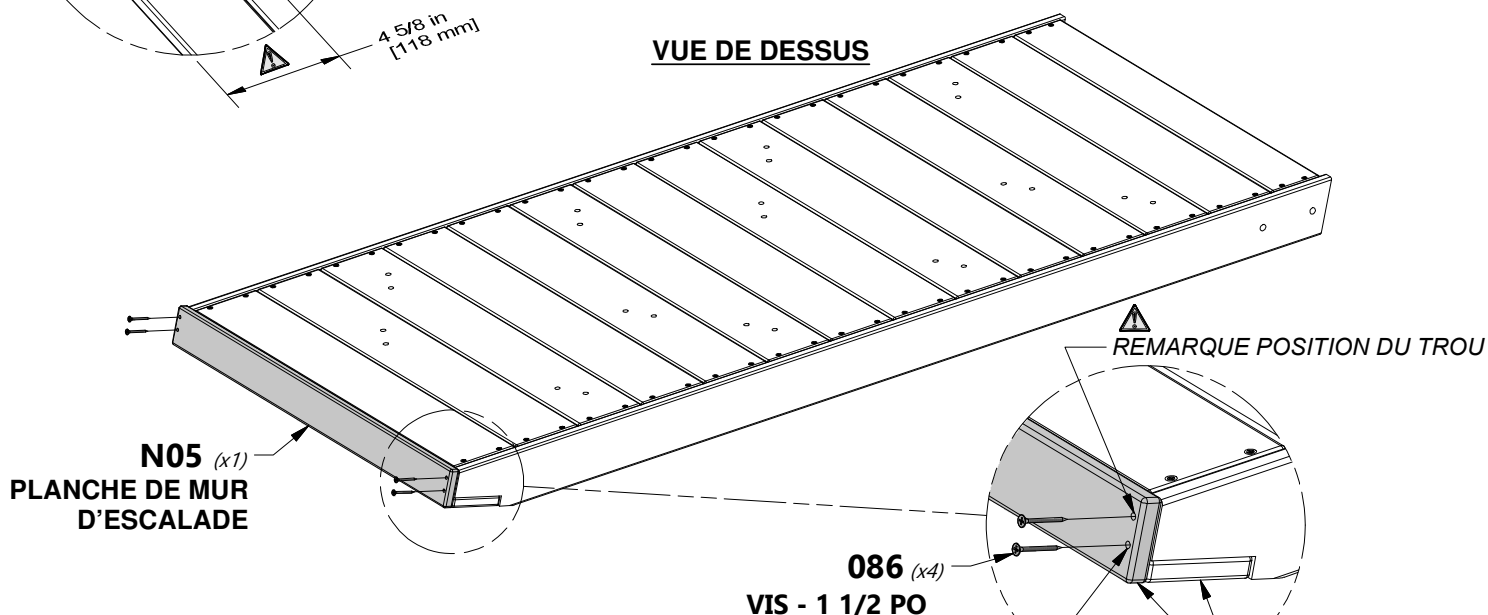 4 5/8 in
[118 mm]
VUE DE DESSUS
REMARQUE POSITION DU TROU
N05 (x1)
PLANCHE DE MUR
D'ESCALADE
086 (x4)
VIS - 1 1/2 PO